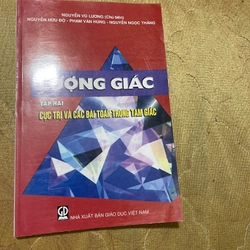 NGUYỄN VŨ LƯƠNG (Chủ biên)
NGUYỄN HỮU ĐỘ - PHẠM VĂN HÙNG - NGUYỄN NGỌC THẮNG
LƯỢNG GIÁC
TẬP HAI
CỰC TRỊ VÀ CÁC BÀI TOÁN TRONG TAM GIÁC
NHÀ XUẤT BẢN GIÁO DỤC VIỆT NAM